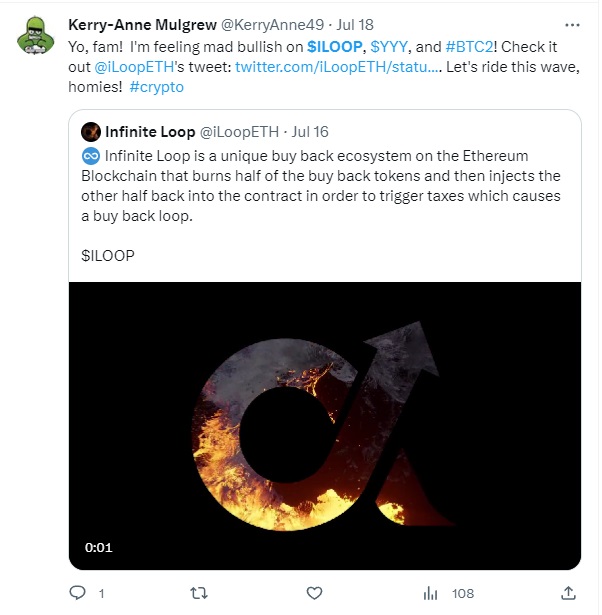 Kerry-Anne Mulgrew @KerryAnne49 · Jul 18
Yo, fam! I'm feeling mad bullish on $ILOOP, $YYY, and #BTC2! Check it
out @iLoopETH's tweet: twitter.com/iLoopETH/statu.... Let's ride this wave,
homies! #crypto
Infinite Loop @iLoopETH · Jul 16
Infinite Loop is a unique buy back ecosystem on the Ethereum
Blockchain that burns half of the buy back tokens and then injects the
other half back into the contract in order to trigger taxes which causes
a buy back loop.
$ILOOP
0:01
1
108